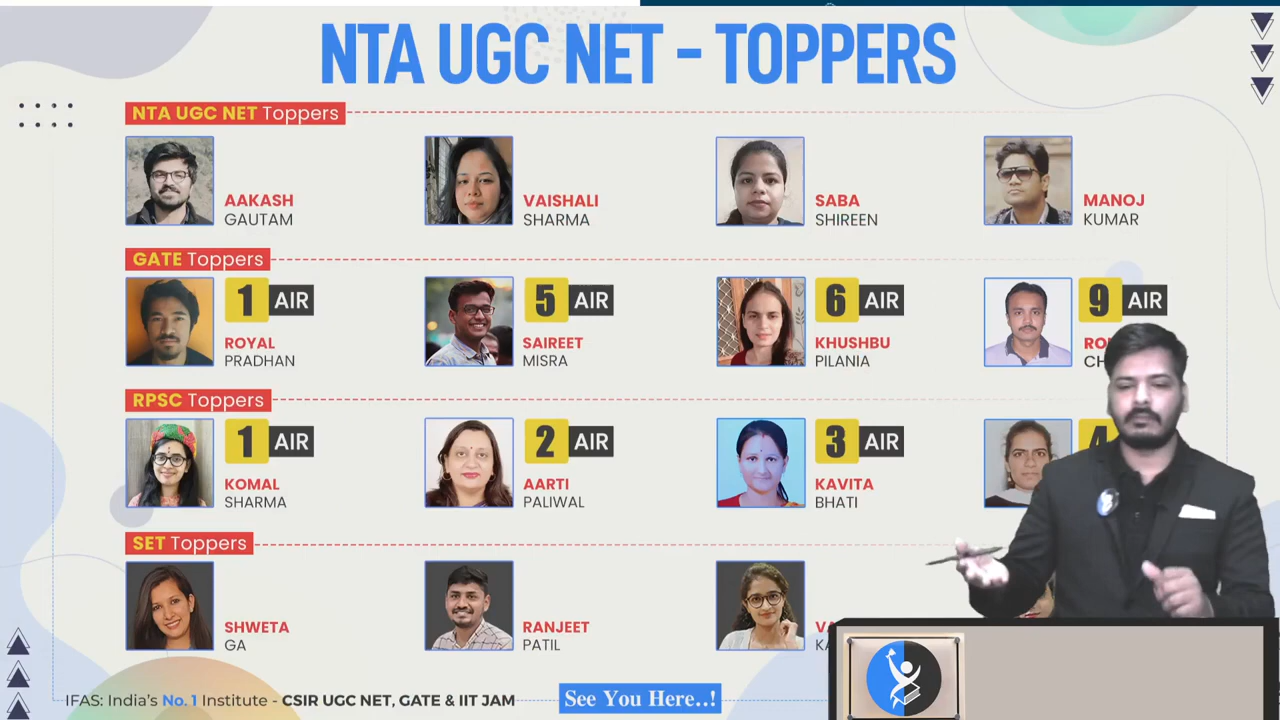 NTA UGC NET - TOPPERS
NTA UGC NET Toppers
AAKASH
GAUTAM
VAISHALI
SHARMA
SABA
SHIREEN
MANOJ
KUMAR
GATE Toppers
1 AIR
ROYAL
PRADHAN
5 AIR
SAIREET
MISRA
6 AIR
KHUSHBU
PILANIA
9 AIR
RPSC Toppers
1 AIR
KOMAL
SHARMA
2 AIR
AARTI
PALIWAL
3 AIR
KAVITA
BHATI
4
SET Toppers
SHWETA
GA
RANJEET
PATIL
IFAS: India's No. 1 Institute - CSIR UGC NET, GATE & IIT JAM
See You Here..!